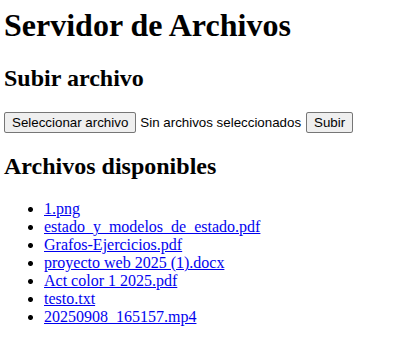 Servidor de Archivos
Subir archivo
Seleccionar archivo Sin archivos seleccionados Subir
Archivos disponibles
1.png
estado_y_modelos_de_estado.pdf
Grafos-Ejercicios.pdf
proyecto web 2025 (1).docx
Act color 1 2025.pdf
testo.txt
20250908_165157.mp4